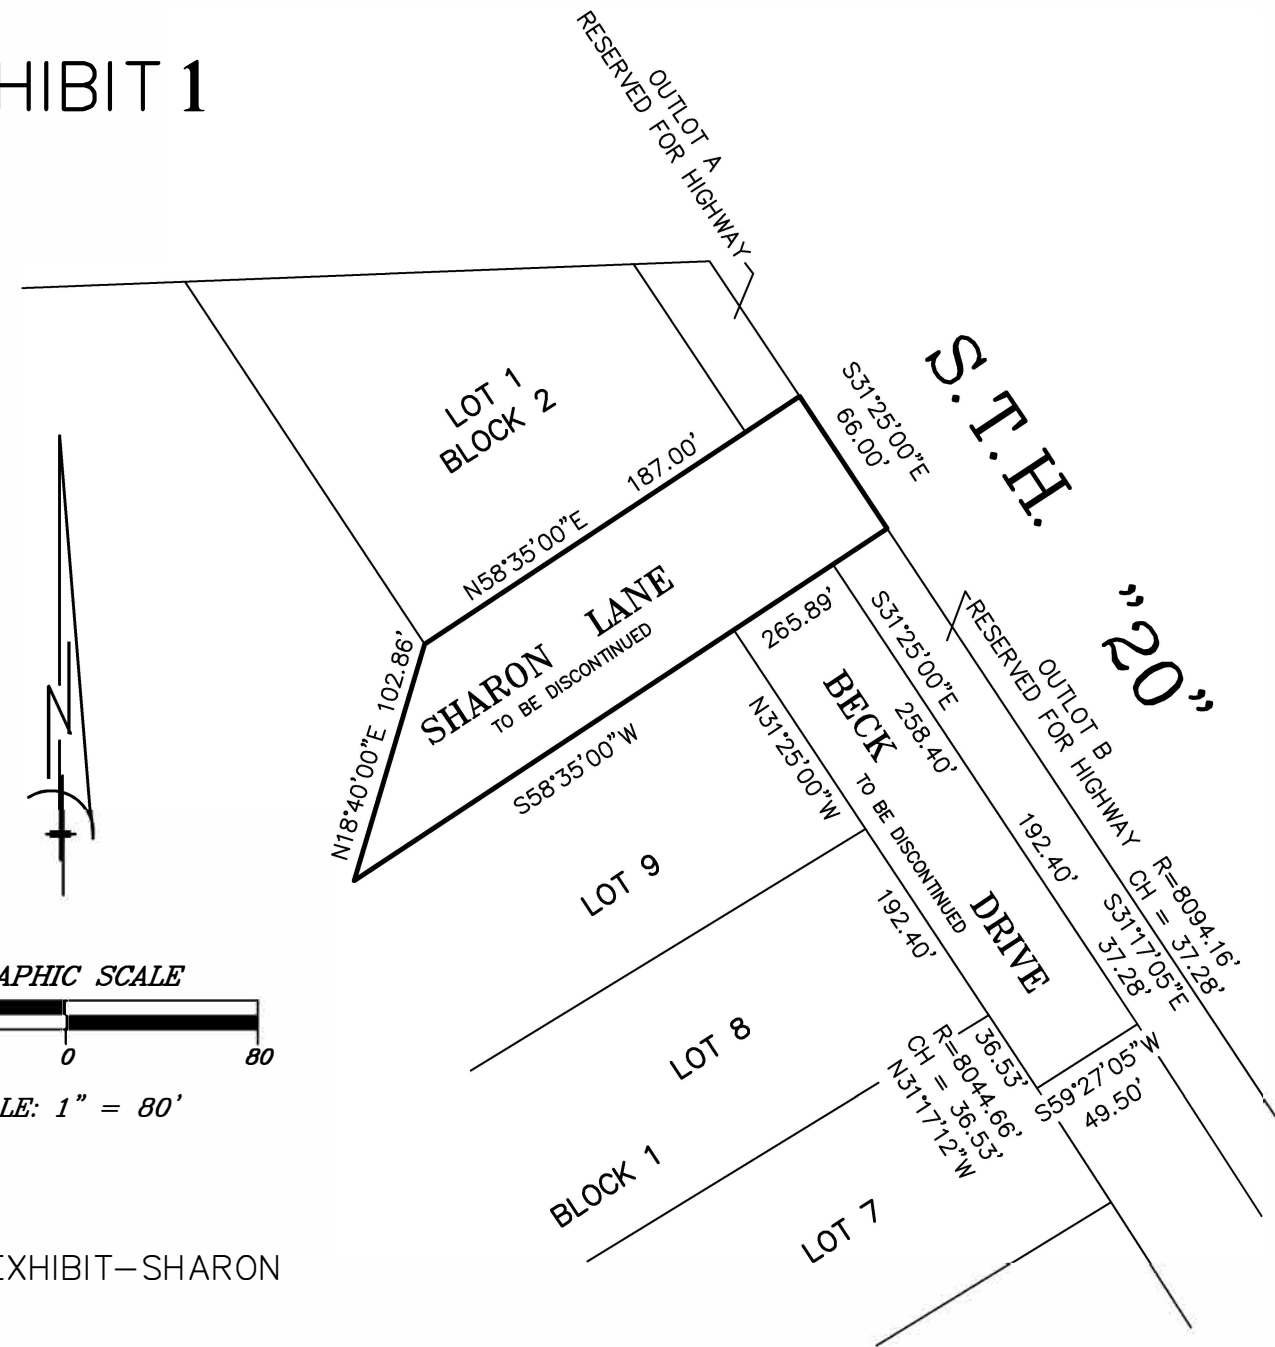 HIBIT 1
OUTLOT A
RESERVED FOR HIGHWAY
S.T.H. "20"
LOT 1
BLOCK 2
S31°25'00"E
66.00'
N58°35'00"E 187.00'
SHARON LANE
TO BE DISCONTINUED
N18°40'00"E 102.86'
S58°35'00"W 265.89'
OUTLOT B
RESERVED FOR HIGHWAY
S31°25'00"E 258.40'
BECK DRIVE
TO BE DISCONTINUED
N31°25'00"W
192.40'
192.40'
R=8094.16'
CH = 37.28'
S31°17'05"E
37.28'
36.53'
R=8044.66'
CH = 36.53'
N31°17'12"W
S59°27'05"W
49.50'
LOT 9
LOT 8
BLOCK 1
LOT 7
N
APHIC SCALE
0 80
LE: 1" = 80'
EXHIBIT-SHARON